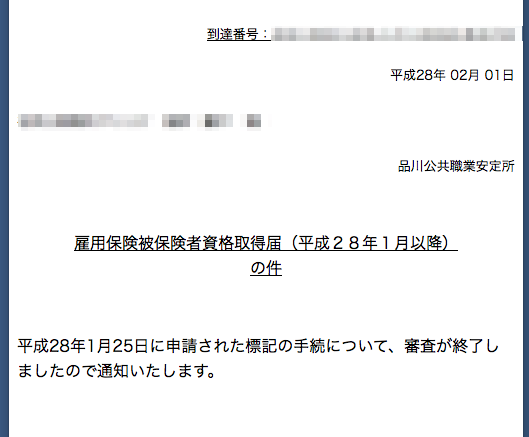 到達番号：
平成28年 02月 01日
品川公共職業安定所
雇用保険被保険者資格取得届（平成２８年１月以降）
の件
平成28年1月25日に申請された標記の手続について、審査が終了し
ましたので通知いたします。